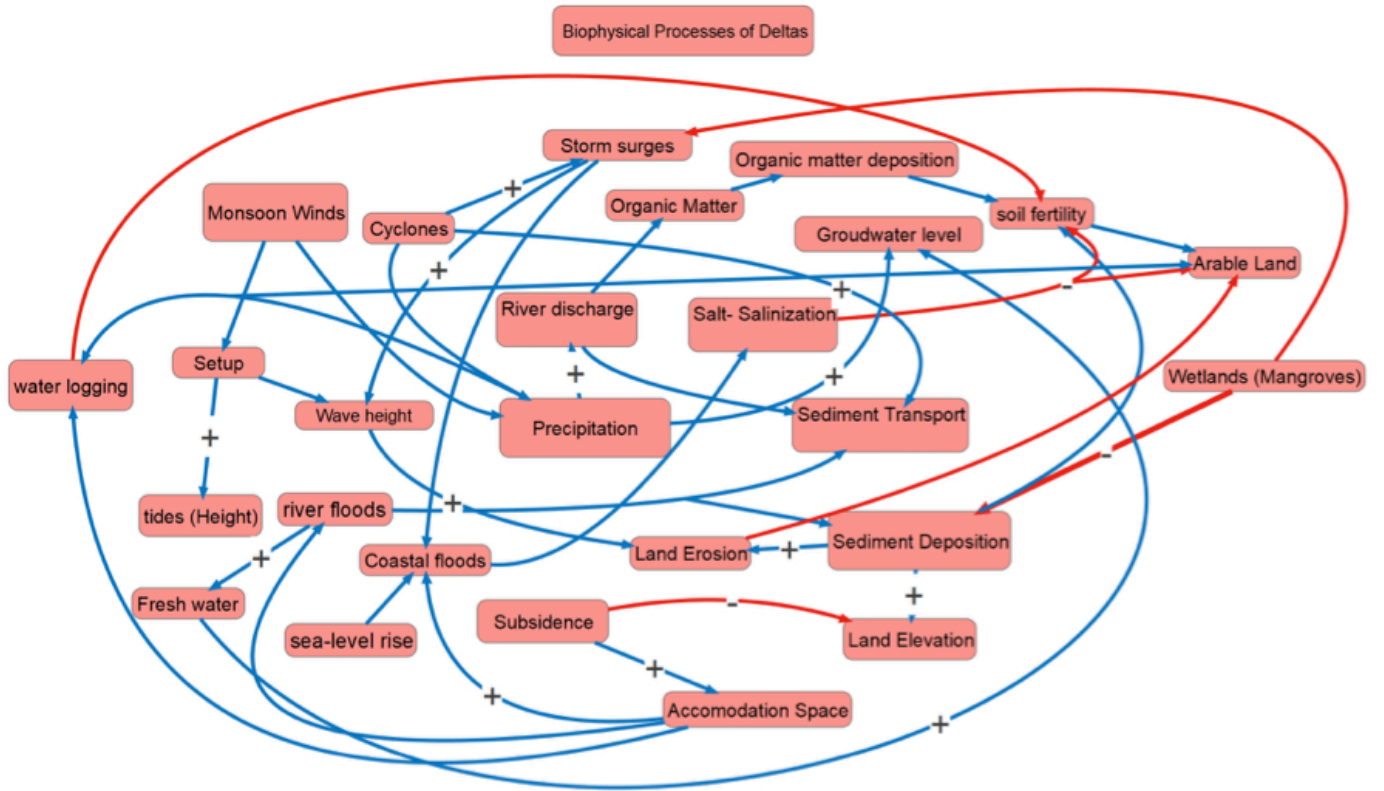 Biophysical Processes of Deltas
Storm surges
Organic matter deposition
+
Monsoon Winds
Organic Matter
soil fertility
Cyclones
Groudwater level
Arable Land
+
-
+
River discharge
Salt- Salinization
Setup
water logging
+
+
Wetlands (Mangroves)
Wave height
Precipitation
Sediment Transport
+
-
tides (Height)
river floods
+
Sediment Deposition
Coastal floods
+
Land Erosion
+
Fresh water
+
-
Subsidence
sea-level rise
Land Elevation
+
+
Accomodation Space
+